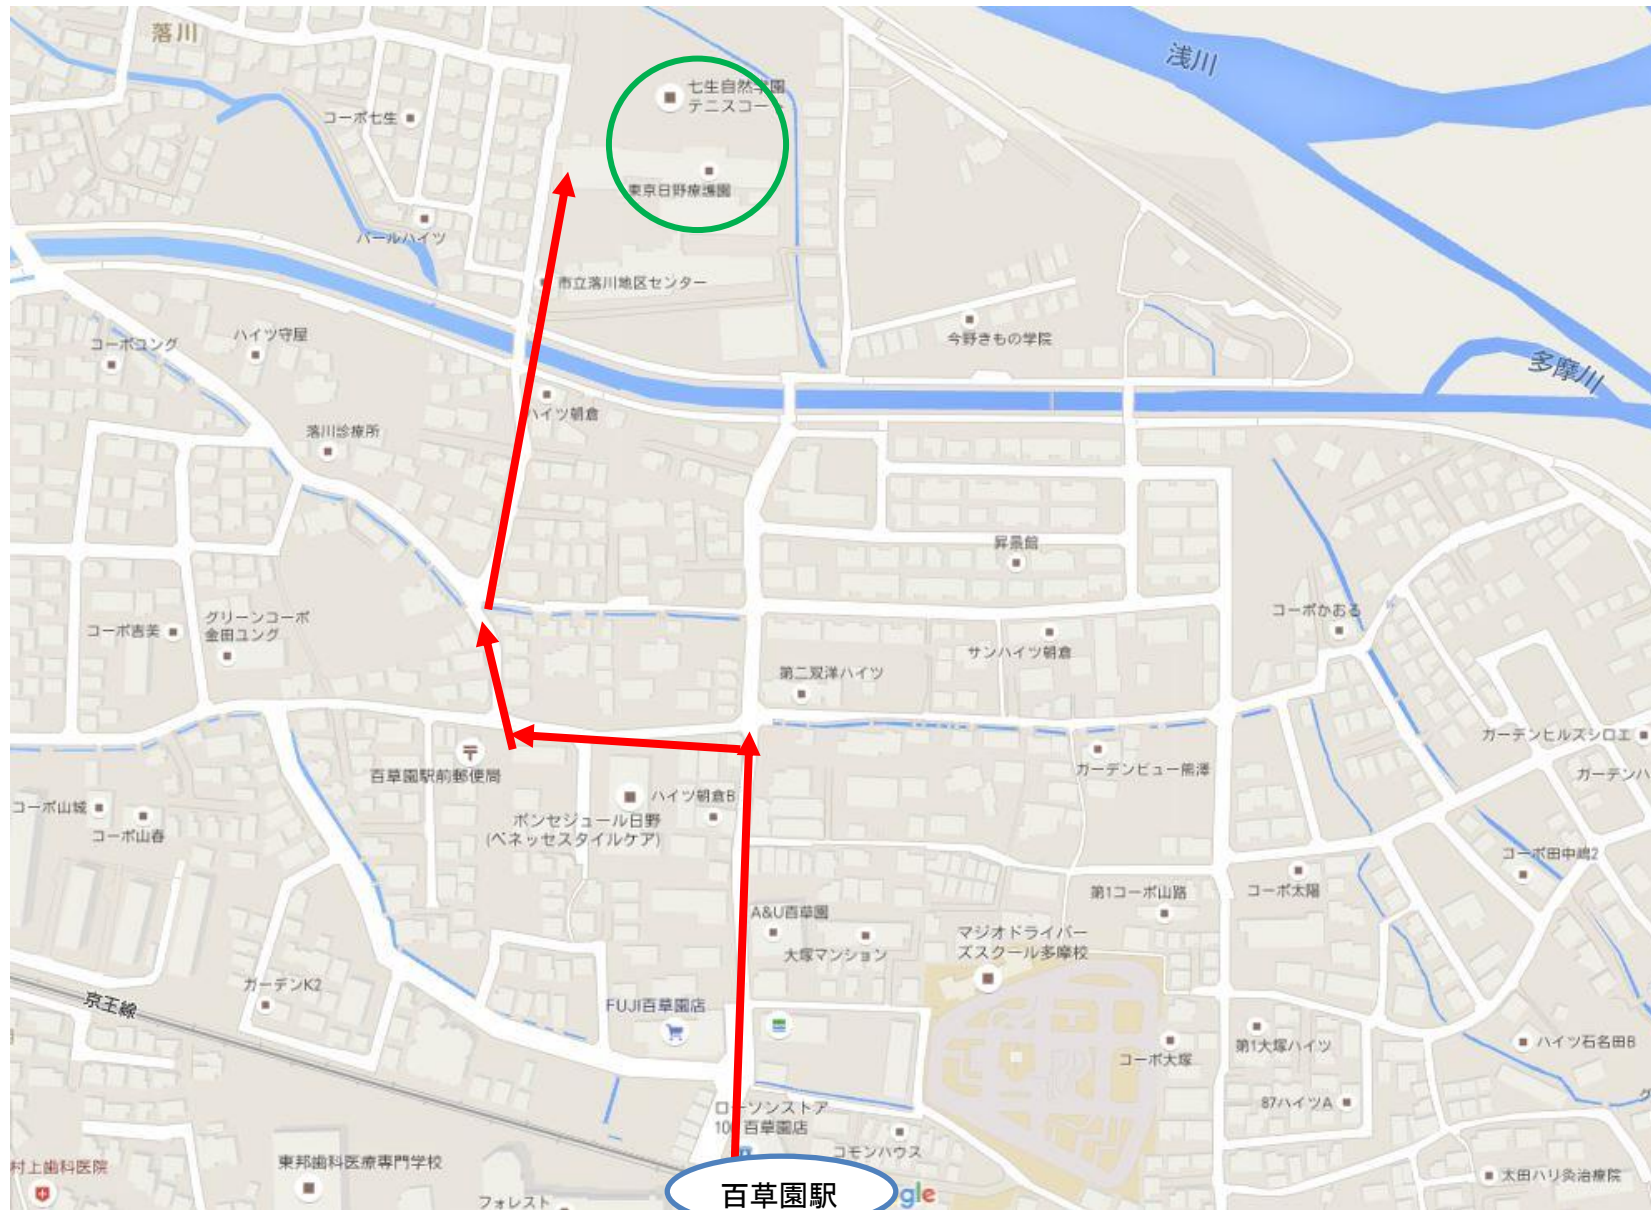 落川
浅川
七生自然学園
テニスコート
コーポ七生
東京日野療護園
パールハイツ
市立落川地区センター
ハイツ守屋
コーポユング
今野きもの学院
多摩川
ハイツ朝倉
落川診療所
昇景館
グリーンコーポ
金田ユング
コーポ吉美
コーポかおる
サンハイツ朝倉
第二双洋ハイツ
ガーデンヒルズシロエ
百草園駅前郵便局
ガーデンビュー熊澤
ガーデンハ
コーポ山城
コーポ山春
ハイツ朝倉B
ボンセジュール日野
(ベネッセスタイルケア)
コーポ田中嶋2
第1コーポ山路
コーポ太陽
A&U百草園
大塚マンション
マジオドライバー
ズスクール多摩校
ガーデンK2
京王線
FUJI百草園店
コーポ大塚
第1大塚ハイツ
ハイツ石名田B
87ハイツA
ローソンストア
100 百草園店
コモンハウス
村上歯科医院
東邦歯科医療専門学校
太田ハリ灸治療院
フォレスト
百草園駅
gle